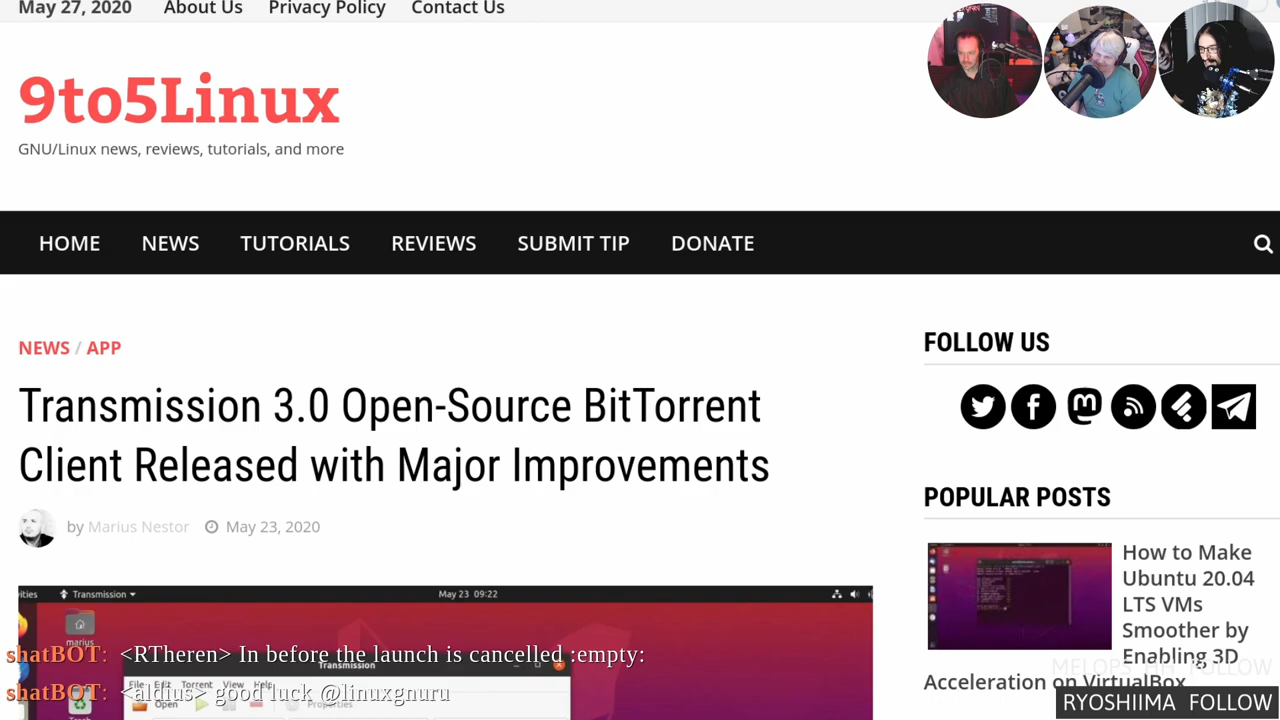 May 27, 2020 About Us Privacy Policy Contact Us
9to5Linux
GNU/Linux news, reviews, tutorials, and more
HOME NEWS TUTORIALS REVIEWS SUBMIT TIP DONATE
NEWS / APP
Transmission 3.0 Open-Source BitTorrent
Client Released with Major Improvements
by Marius Nestor May 23, 2020
FOLLOW US
POPULAR POSTS
How to Make
Ubuntu 20.04
LTS VMs
Smoother by
Enabling 3D
Acceleration on VirtualBox
ities Transmission May 23 09:22
marius
Transmission
File Edit Torrent View Help
Open Properties
Trash
shatBOT: <RTheren> In before the launch is cancelled :empty:
shatBOT: <aldius> good luck @linuxgnuru
RYOSHIIMA FOLLOW